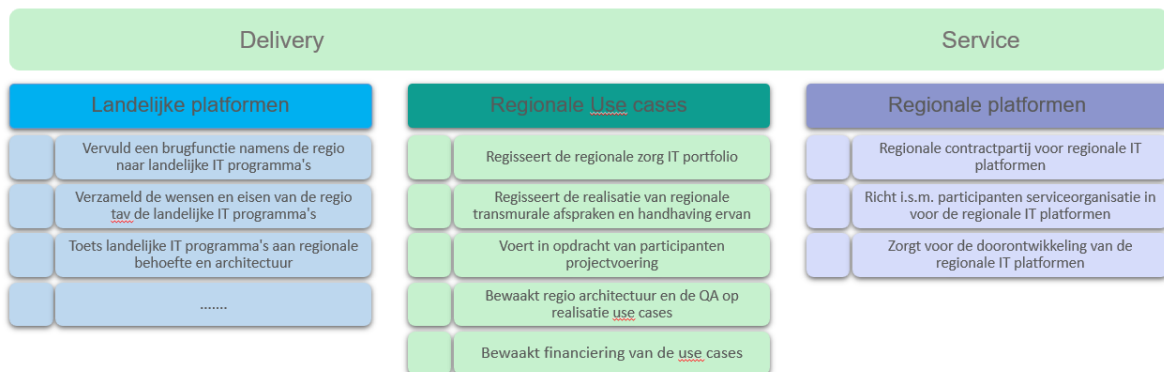 Delivery
Service
Landelijke platformen
Vervuld een brugfunctie namens de regio
naar landelijke IT programma's
Verzameld de wensen en eisen van de regio
tav de landelijke IT programma's
Toets landelijke IT programma's aan regionale
behoefte en architectuur
.......
Regionale Use cases
Regisseert de regionale zorg IT portfolio
Regisseert de realisatie van regionale
transmurale afspraken en handhaving ervan
Voert in opdracht van participanten
projectvoering
Bewaakt regio architectuur en de QA op
realisatie use cases
Bewaakt financiering van de use cases
Regionale platformen
Regionale contractpartij voor regionale IT
platformen
Richt i.s.m. participanten serviceorganisatie in
voor de regionale IT platformen
Zorgt voor de doorontwikkeling van de
regionale IT platformen